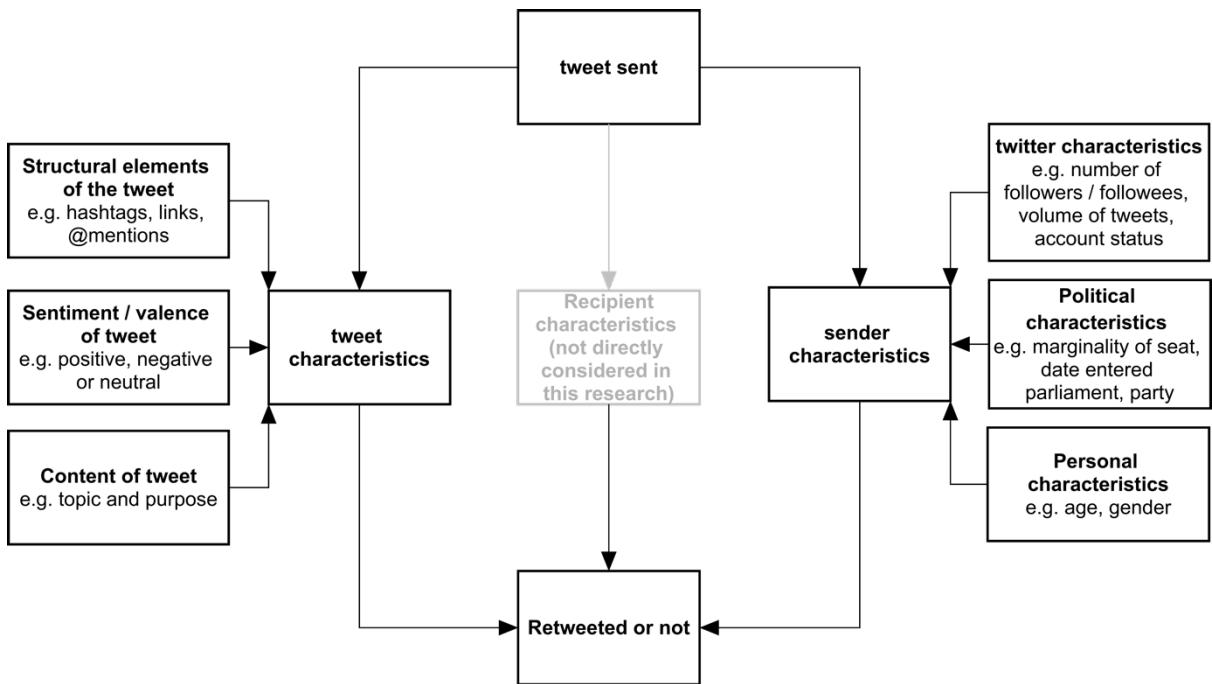 tweet sent
Structural elements
of the tweet
e.g. hashtags, links,
@mentions
twitter characteristics
e.g. number of
followers / followees,
volume of tweets,
account status
Sentiment / valence
of tweet
e.g. positive, negative
or neutral
tweet
characteristics
Recipient
characteristics
(not directly
considered in
this research)
sender
characteristics
Political
characteristics
e.g. marginality of seat,
date entered
parliament, party
Content of tweet
e.g. topic and purpose
Personal
characteristics
e.g. age, gender
Retweeted or not